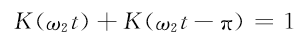 K(ω₂t) + K(ω₂t − π) = 1